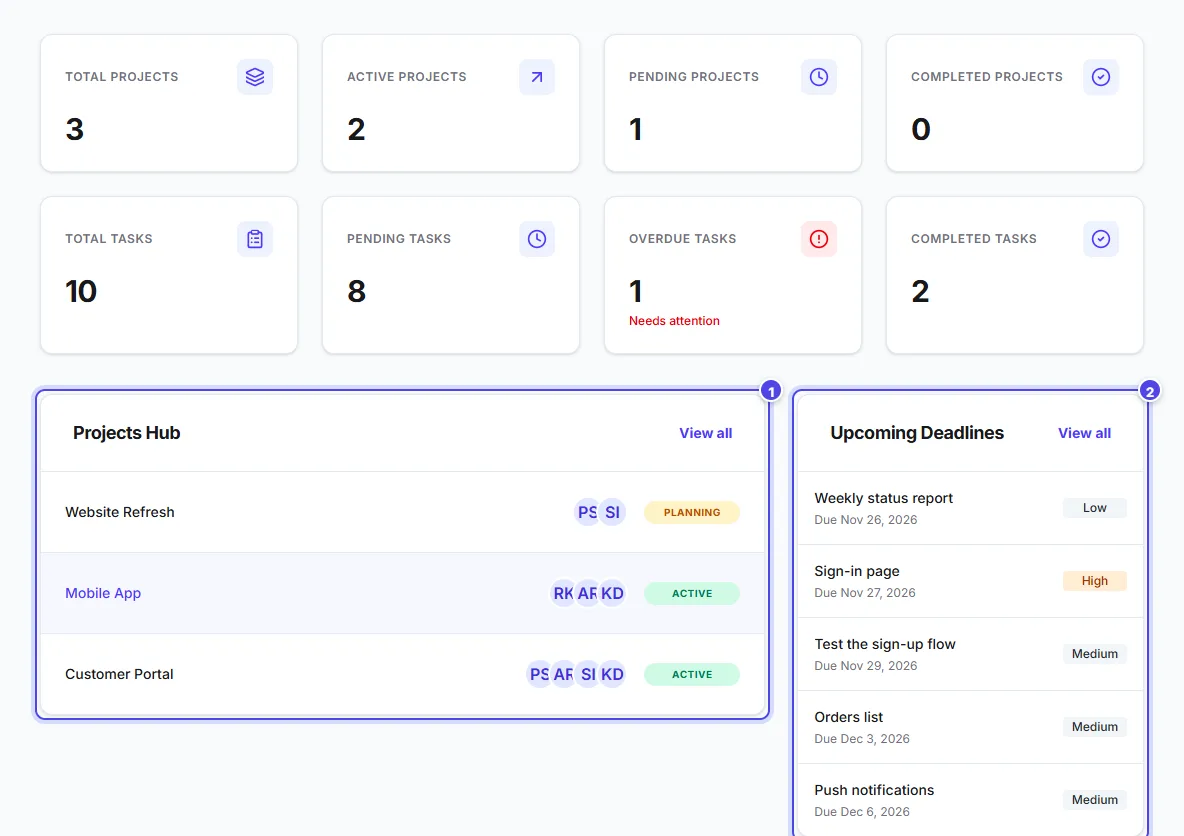 TOTAL PROJECTS
3
ACTIVE PROJECTS
2
PENDING PROJECTS
1
COMPLETED PROJECTS
0
TOTAL TASKS
10
PENDING TASKS
8
OVERDUE TASKS
1
Needs attention
COMPLETED TASKS
2
1
Projects Hub
View all
Website Refresh
PS SI
PLANNING
Mobile App
RK AR KD
ACTIVE
Customer Portal
PS AR SI KD
ACTIVE
2
Upcoming Deadlines
View all
Weekly status report
Due Nov 26, 2026
Low
Sign-in page
Due Nov 27, 2026
High
Test the sign-up flow
Due Nov 29, 2026
Medium
Orders list
Due Dec 3, 2026
Medium
Push notifications
Due Dec 6, 2026
Medium